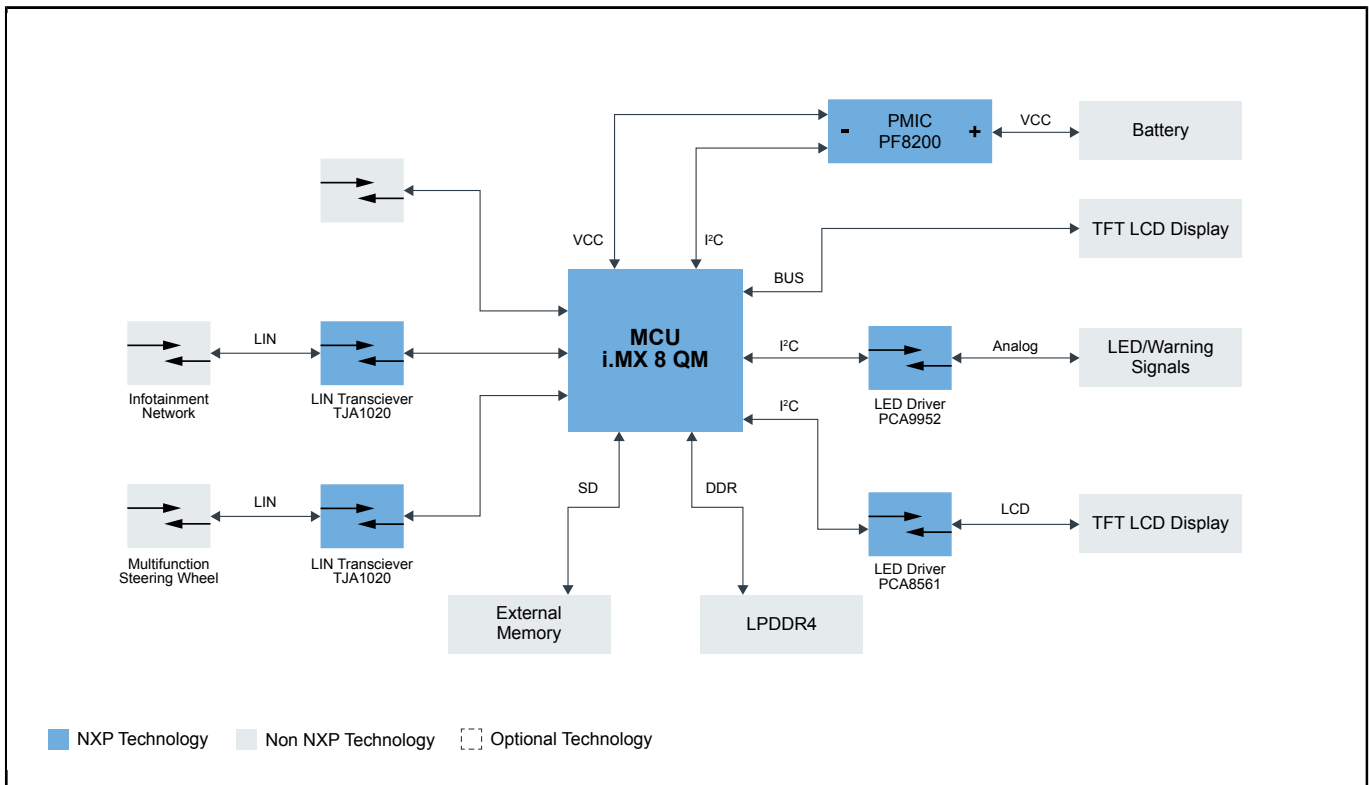 PMIC
PF8200
-
+
VCC
Battery
TFT LCD Display
VCC
I²C
BUS
MCU
i.MX 8 QM
LIN
Infotainment
Network
LIN Transciever
TJA1020
I²C
LED Driver
PCA9952
Analog
LED/Warning
Signals
I²C
LIN
Multifunction
Steering Wheel
LIN Transciever
TJA1020
SD
DDR
LED Driver
PCA8561
LCD
TFT LCD Display
External
Memory
LPDDR4
NXP Technology
Non NXP Technology
Optional Technology